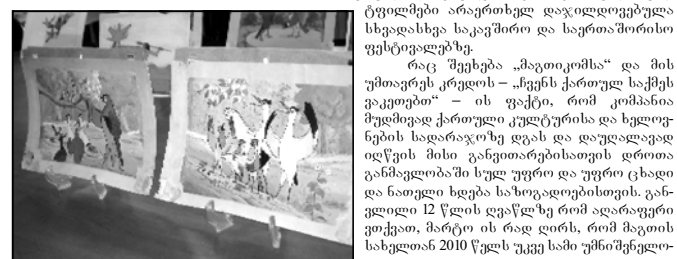 ტფილმები არაერთხელ დაჯილდოვებულა
სხვადასხვა საკავშირო და საერთაშორისო
ფესტივალებზე.
რაც შეეხება „მაგთიკომსა“ და მის
უმთავრეს კრედოს – „ჩვენს ქართულ საქმეს
ვაკეთებთ“ – ის ფაქტი, რომ კომპანია
მუდმივად ქართული კულტურისა და ხელოვ-
ნების სადარაჯოზე დგას და დაუღალავად
იღწვის მისი განვითარებისათვის დროთა
განმავლობაში სულ უფრო და უფრო ცხადი
და ნათელი ხდება საზოგადოებისთვის. გან-
ვლილი 12 წლის ღვაწლზე რომ აღარაფერი
ვთქვათ, მარტო ის რად ღირს, რომ მაგთის
სახელთან 2010 წელს უკვე სამი უმნიშვნელო-